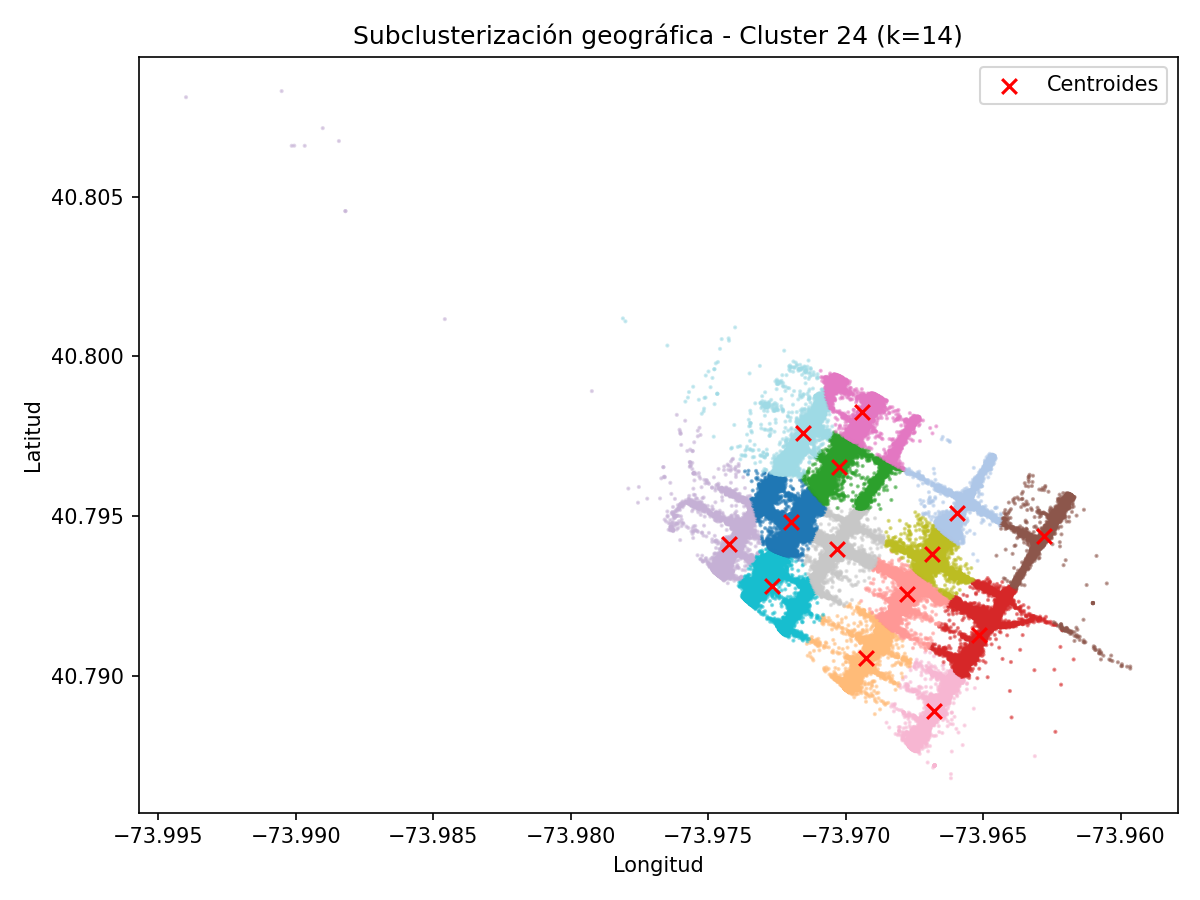 Subclusterización geográfica - Cluster 24 (k=14)
Centroides
Latitud
40.805
40.800
40.795
40.790
−73.995 −73.990 −73.985 −73.980 −73.975 −73.970 −73.965 −73.960
Longitud